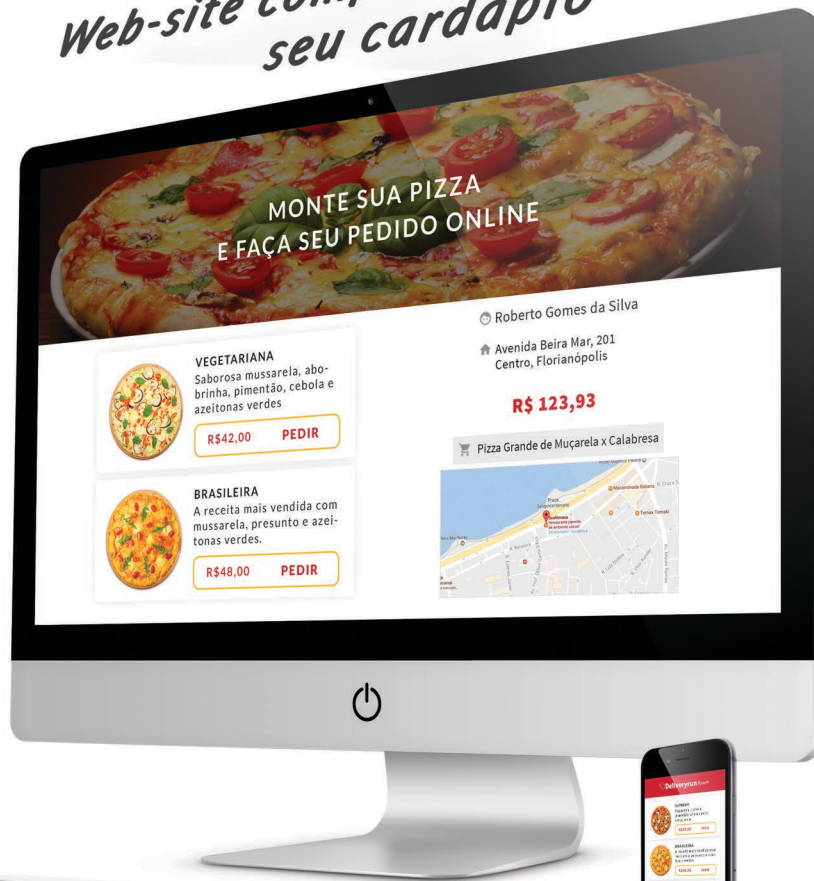 Web-site
seu cardápio
MONTE SUA PIZZA
E FAÇA SEU PEDIDO ONLINE
VEGETARIANA
Saborosa mussarela, abo-
brinha, pimentão, cebola e
azeitonas verdes
R$42,00 PEDIR
BRASILEIRA
A receita mais vendida com
mussarela, presunto e azei-
tonas verdes.
R$48,00 PEDIR
Roberto Gomes da Silva
Avenida Beira Mar, 201
Centro, Florianópolis
R$ 123,93
Pizza Grande de Muçarela x Calabresa
Deliveryrun
SUPREMO
BRASILEIRA